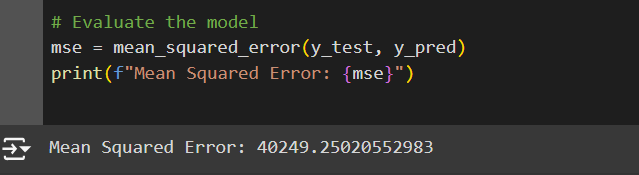 # Evaluate the model
mse = mean_squared_error(y_test, y_pred)
print(f"Mean Squared Error: {mse}")
Mean Squared Error: 40249.25020552983